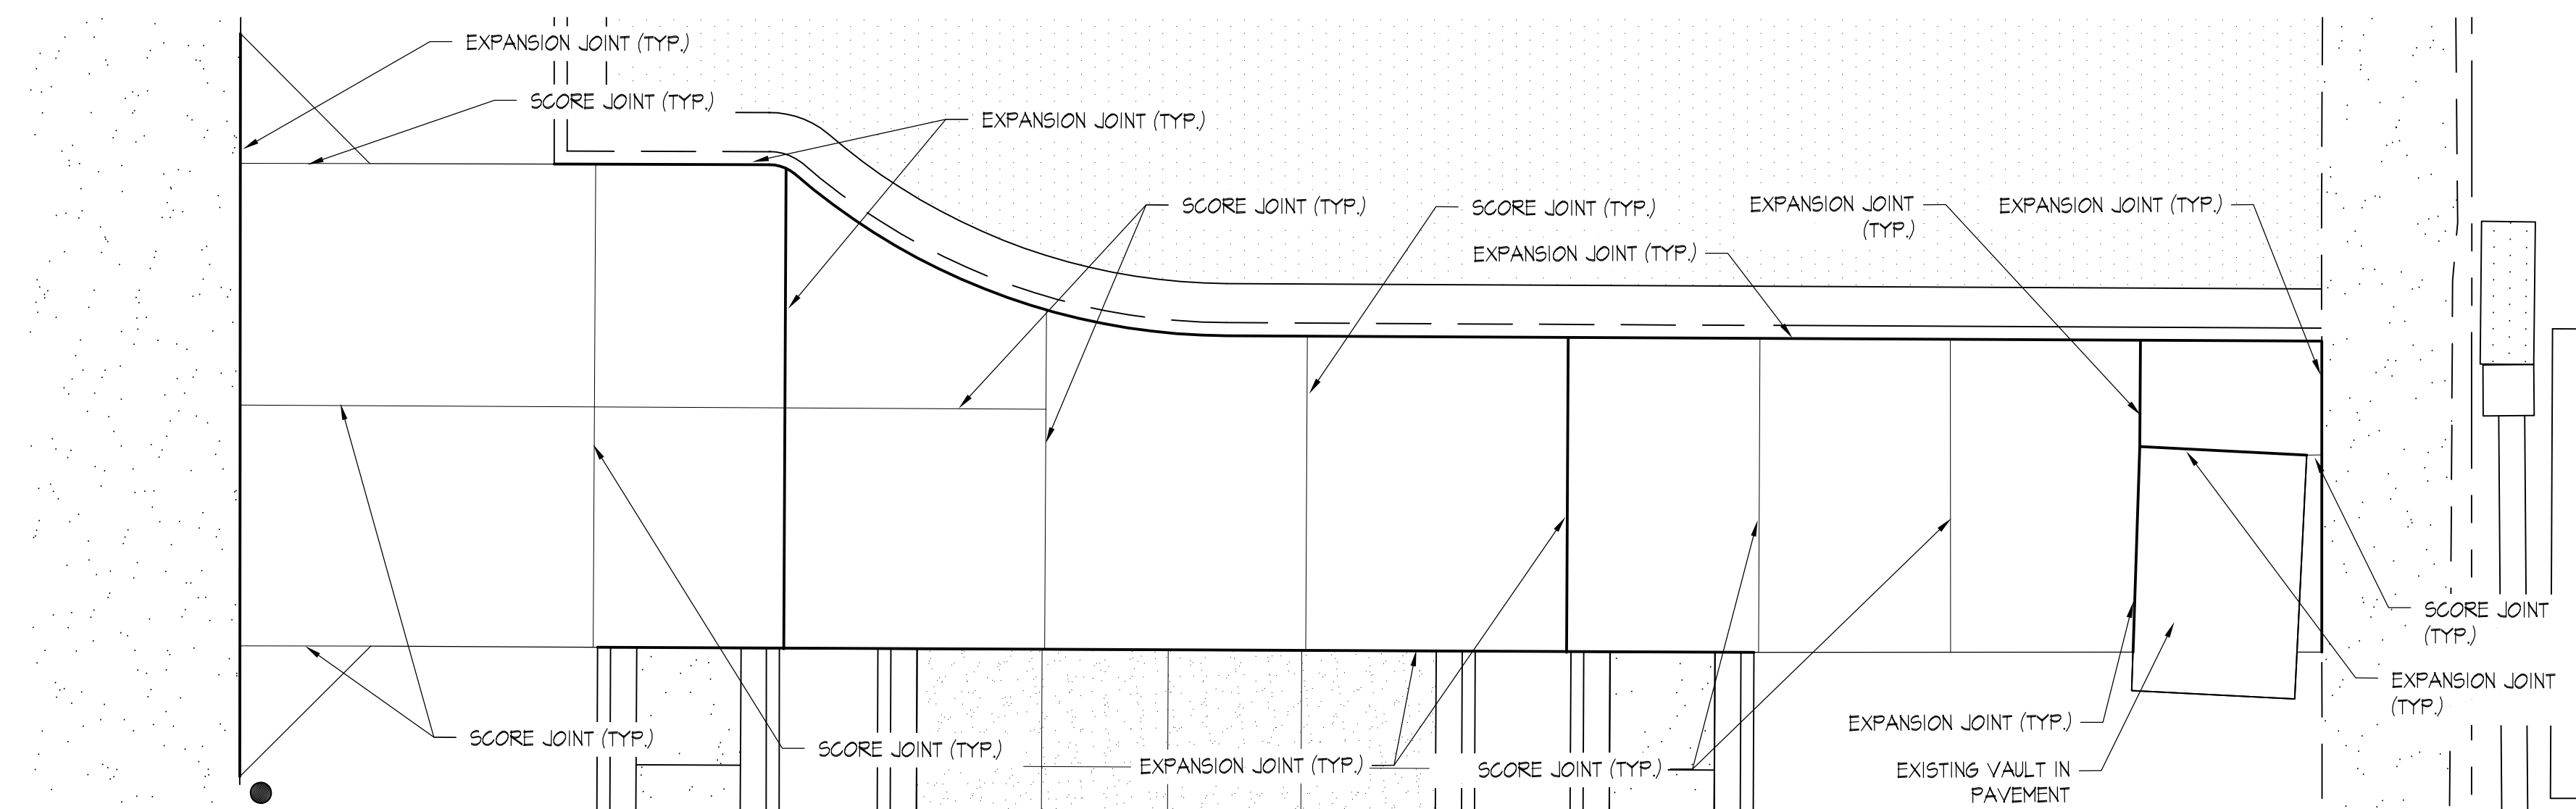 EXPANSION JOINT (TYP.)
SCORE JOINT (TYP.)
EXPANSION JOINT (TYP.)
SCORE JOINT (TYP.)
SCORE JOINT (TYP.)
EXPANSION JOINT
(TYP.)
EXPANSION JOINT (TYP.)
EXPANSION JOINT (TYP.)
SCORE JOINT
(TYP.)
EXPANSION JOINT
(TYP.)
SCORE JOINT (TYP.)
SCORE JOINT (TYP.)
EXPANSION JOINT (TYP.)
SCORE JOINT (TYP.)
EXPANSION JOINT (TYP.)
EXISTING VAULT IN
PAVEMENT